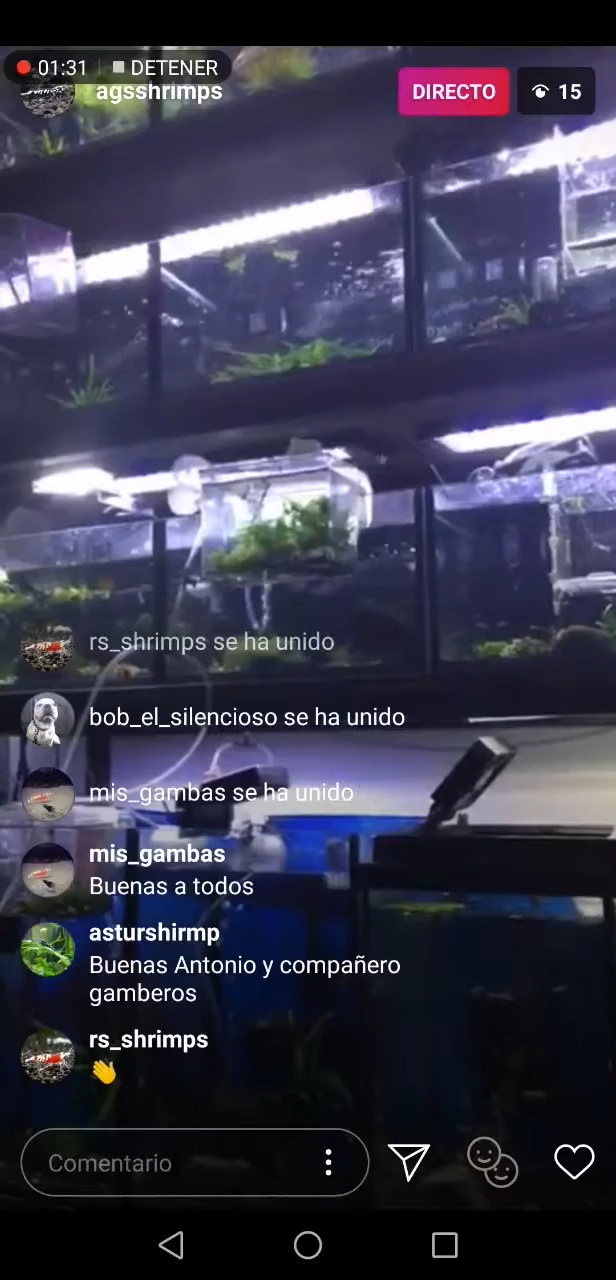 01:31 DETENER
agsshrimps DIRECTO 15
rs_shrimps se ha unido
bob_el_silencioso se ha unido
mis_gambas se ha unido
mis_gambas
Buenas a todos
asturshirmp
Buenas Antonio y compañero
gamberos
rs_shrimps
👋
Comentario